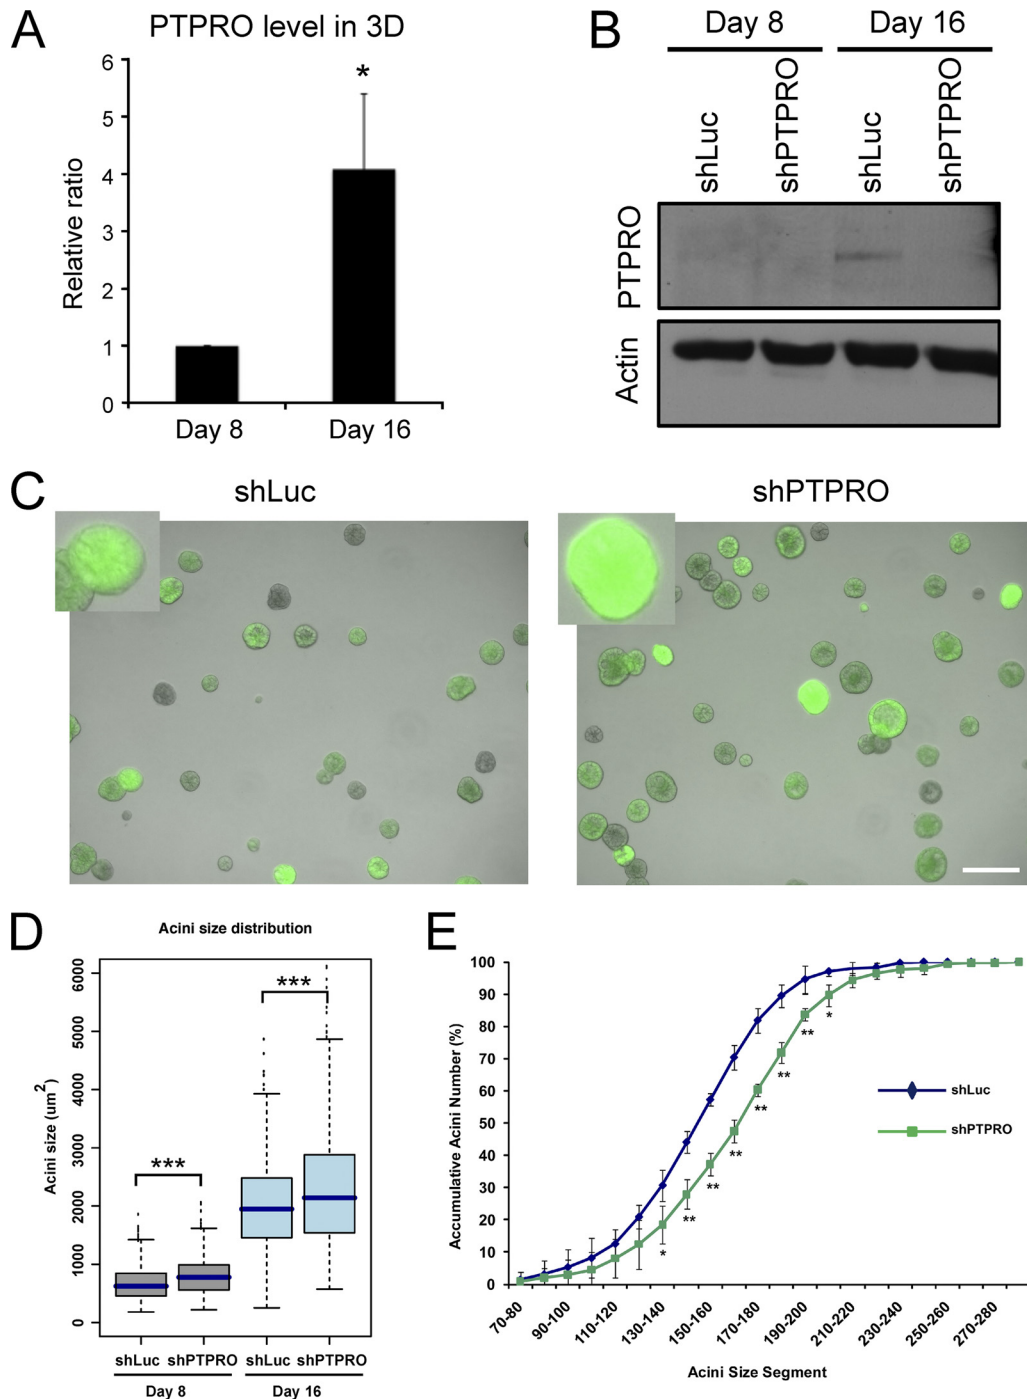 A
PTPRO level in 3D
Relative ratio
6
5
4
3
2
1
0
*
Day 8
Day 16
B
Day 8
Day 16
shLuc
shPTPRO
shLuc
shPTPRO
PTPRO
Actin
C
shLuc
shPTPRO
D
Acini size distribution
Acini size (um2)
6000
5000
4000
3000
2000
1000
0
***
***
shLuc
shPTPRO
shLuc
shPTPRO
Day 8
Day 16
E
Accumulative Acini Number (%)
100
90
80
70
60
50
40
30
20
10
0
*
**
**
**
**
**
**
*
shLuc
shPTPRO
70-80
90-100
110-120
130-140
150-160
170-180
190-200
210-220
230-240
250-260
270-280
Acini Size Segment